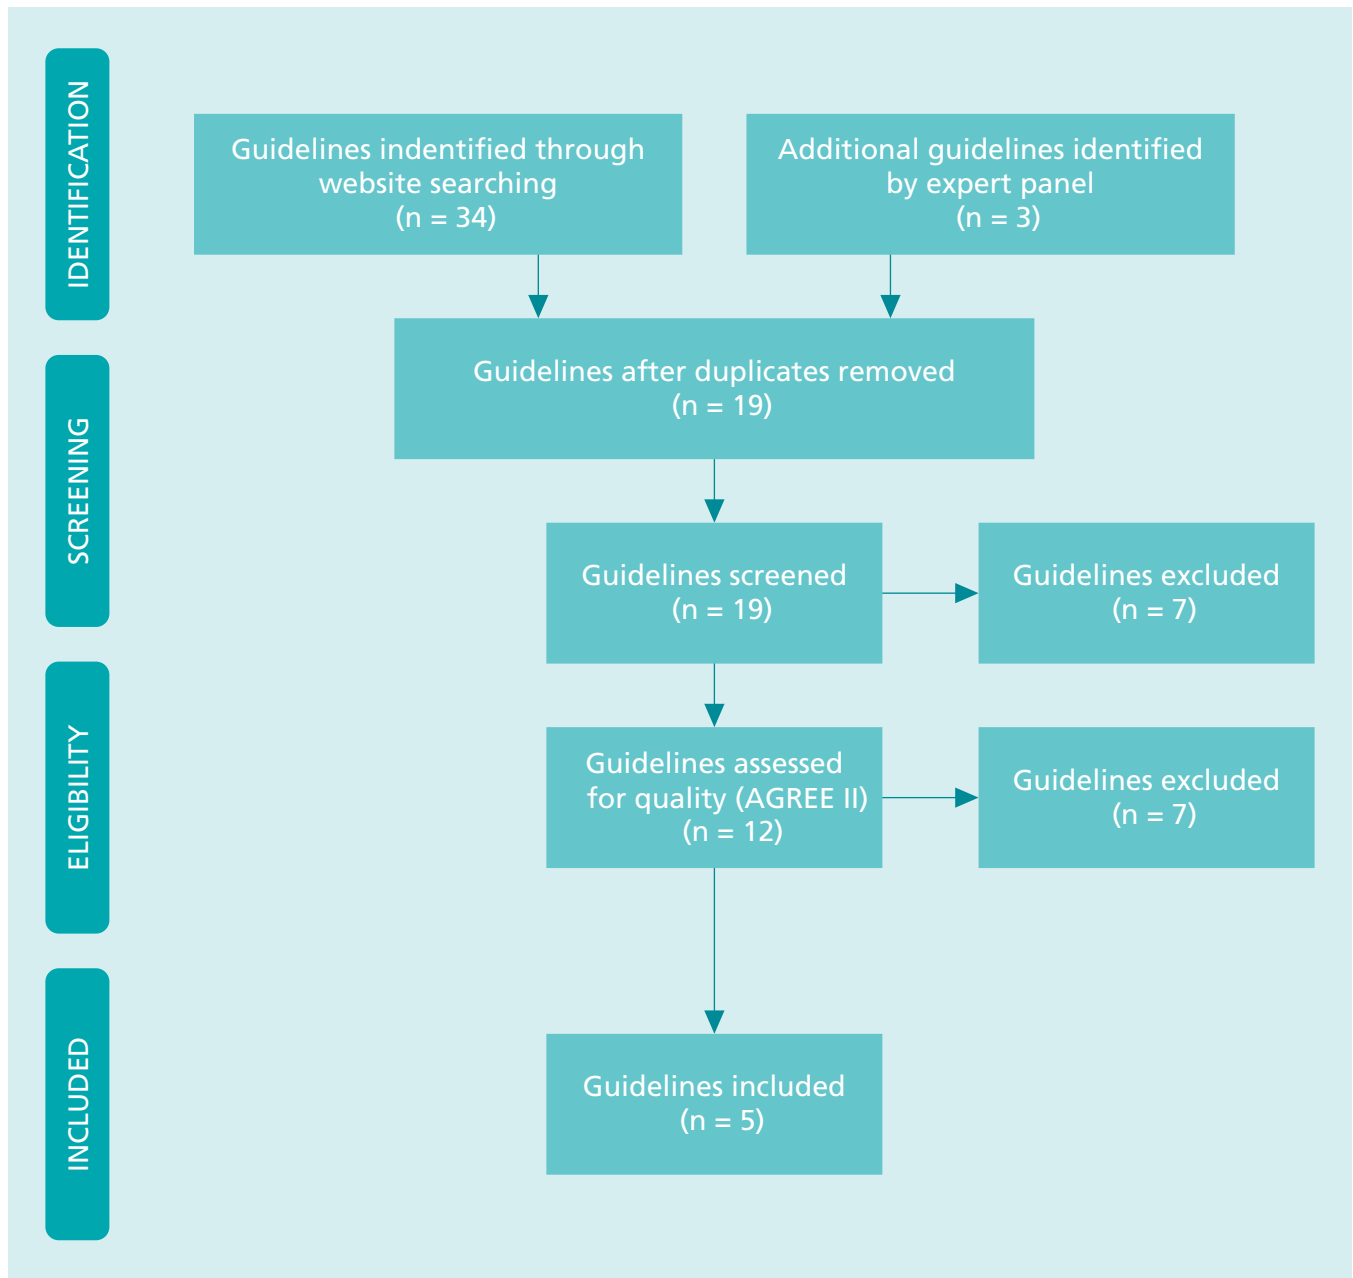 IDENTIFICATION
Guidelines indentified through
website searching
(n = 34)
Additional guidelines identified
by expert panel
(n = 3)
Guidelines after duplicates removed
(n = 19)
SCREENING
Guidelines screened
(n = 19)
Guidelines excluded
(n = 7)
ELIGIBILITY
Guidelines assessed
for quality (AGREE II)
(n = 12)
Guidelines excluded
(n = 7)
INCLUDED
Guidelines included
(n = 5)